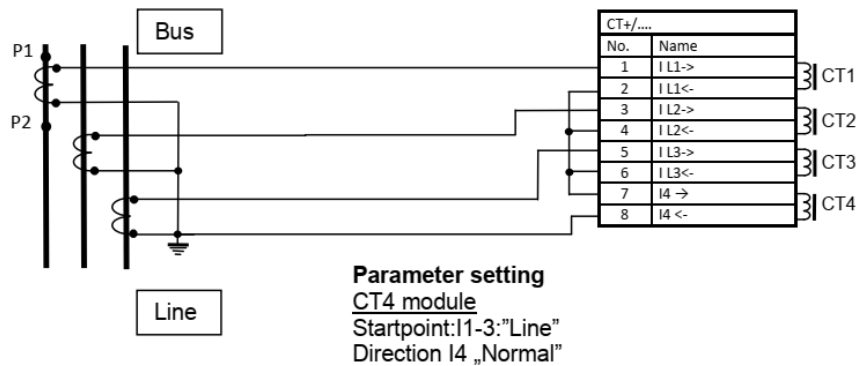 Bus
P1
P2
CT+/....
No. Name
1 I L1->
2 I L1<-
3 I L2->
4 I L2<-
5 I L3->
6 I L3<-
7 I4 →
8 I4 <-
CT1
CT2
CT3
CT4
Line
Parameter setting
CT4 module
Startpoint:I1-3:”Line”
Direction I4 „Normal”